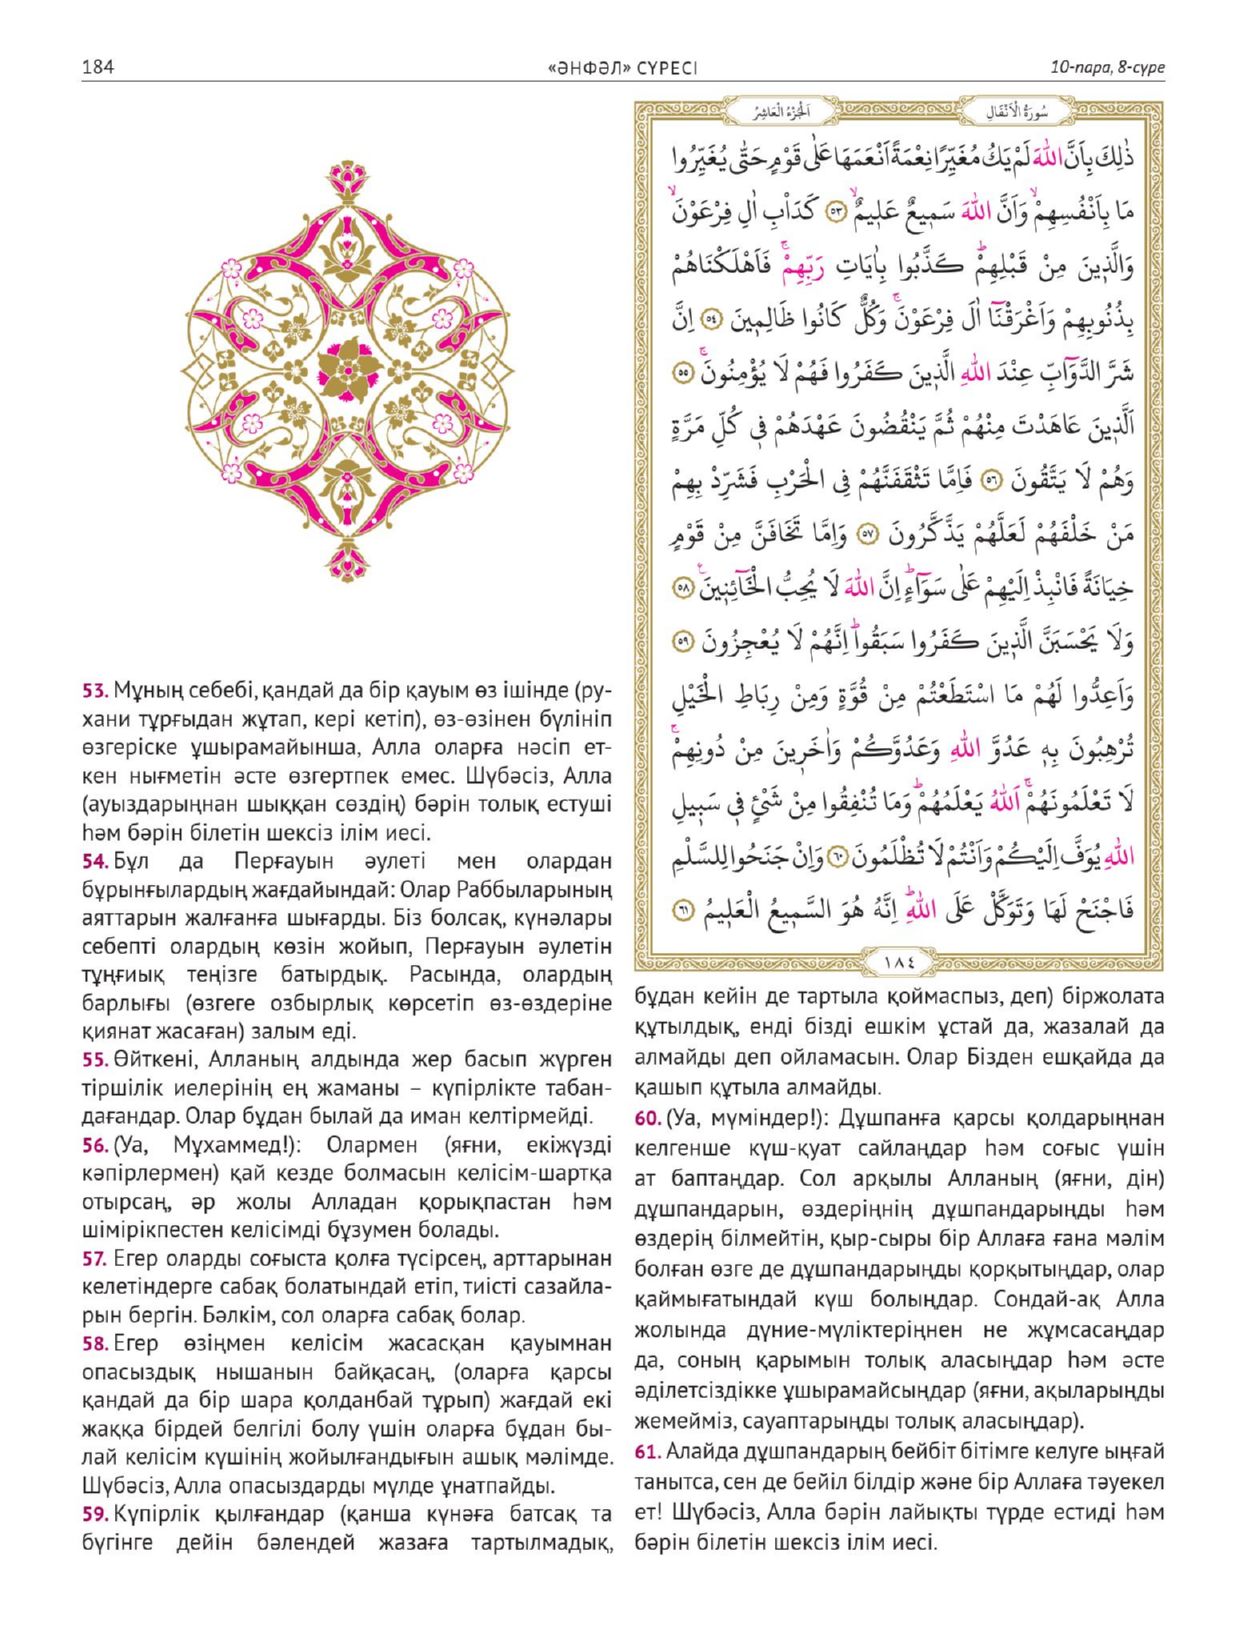 184
«ӘНФӘЛ» СҮРЕСІ
10-пара, 8-сүре
اَلْجُزْءُ الْعَاشِرُ
سُورَةُ الْاَنْفَالِ
ذٰلِكَ بِاَنَّ اللّٰهَ لَمْ يَكُ مُغَيِّرًا نِعْمَةً اَنْعَمَهَا عَلٰى قَوْمٍ حَتّٰى يُغَيِّرُوا
مَا بِاَنْفُسِهِمْۙ وَاَنَّ اللّٰهَ سَمٖيعٌ عَلٖيمٌۙ ﴿٥٣﴾ كَدَأْبِ اٰلِ فِرْعَوْنَۙ
وَالَّذٖينَ مِنْ قَبْلِهِمْؕ كَذَّبُوا بِاٰيَاتِ رَبِّهِمْۚ فَاَهْلَكْنَاهُمْ
بِذُنُوبِهِمْ وَاَغْرَقْنَٓا اٰلَ فِرْعَوْنَۚ وَكُلٌّ كَانُوا ظَالِمٖينَ ﴿٥٤﴾ اِنَّ
شَرَّ الدَّوَٓابِّ عِنْدَ اللّٰهِ الَّذٖينَ كَفَرُوا فَهُمْ لَا يُؤْمِنُونَۚ ﴿٥٥﴾
اَلَّذٖينَ عَاهَدْتَ مِنْهُمْ ثُمَّ يَنْقُضُونَ عَهْدَهُمْ فٖي كُلِّ مَرَّةٍ
وَهُمْ لَا يَتَّقُونَ ﴿٥٦﴾ فَاِمَّا تَثْقَفَنَّهُمْ فِي الْحَرْبِ فَشَرِّدْ بِهِمْ
مَنْ خَلْفَهُمْ لَعَلَّهُمْ يَذَّكَّرُونَ ﴿٥٧﴾ وَاِمَّا تَخَافَنَّ مِنْ قَوْمٍ
خِيَانَةً فَانْبِذْ اِلَيْهِمْ عَلٰى سَوَٓاءٍؕ اِنَّ اللّٰهَ لَا يُحِبُّ الْخَٓائِنٖينَۚ ﴿٥٨﴾
وَلَا يَحْسَبَنَّ الَّذٖينَ كَفَرُوا سَبَقُواؕ اِنَّهُمْ لَا يُعْجِزُونَ ﴿٥٩﴾
وَاَعِدُّوا لَهُمْ مَا اسْتَطَعْتُمْ مِنْ قُوَّةٍ وَمِنْ رِبَاطِ الْخَيْلِ
تُرْهِبُونَ بِهٖ عَدُوَّ اللّٰهِ وَعَدُوَّكُمْ وَاٰخَرٖينَ مِنْ دُونِهِمْۚ
لَا تَعْلَمُونَهُمْۚ اَللّٰهُ يَعْلَمُهُمْؕ وَمَا تُنْفِقُوا مِنْ شَيْءٍ فٖي سَبٖيلِ
اللّٰهِ يُوَفَّ اِلَيْكُمْ وَاَنْتُمْ لَا تُظْلَمُونَ ﴿٦٠﴾ وَاِنْ جَنَحُوا لِلسَّلْمِ
فَاجْنَحْ لَهَا وَتَوَكَّلْ عَلَى اللّٰهِؕ اِنَّهُ هُوَ السَّمٖيعُ الْعَلٖيمُ ﴿٦١﴾
١٨٤
53. Мұның себебі, қандай да бір қауым өз ішінде (ру-
хани тұрғыдан жұтап, кері кетіп), өз-өзінен бүлініп
өзгеріске ұшырамайынша, Алла оларға нәсіп ет-
кен нығметін әсте өзгертпек емес. Шүбәсіз, Алла
(ауыздарыңнан шыққан сөздің) бәрін толық естуші
һәм бәрін білетін шексіз ілім иесі.
54. Бұл да Перғауын әулеті мен олардан
бұрынғылардың жағдайындай: Олар Раббыларының
аяттарын жалғанға шығарды. Біз болсақ, күнәлары
себепті олардың көзін жойып, Перғауын әулетін
тұңғиық теңізге батырдық. Расында, олардың
барлығы (өзгеге озбырлық көрсетіп өз-өздеріне
қиянат жасаған) залым еді.
55. Өйткені, Алланың алдында жер басып жүрген
тіршілік иелерінің ең жаманы – күпірлікте табан-
дағандар. Олар бұдан былай да иман келтірмейді.
56. (Уа, Мұхаммед!): Олармен (яғни, екіжүзді
кәпірлермен) қай кезде болмасын келісім-шартқа
отырсаң, әр жолы Алладан қорықпастан һәм
шімірікпестен келісімді бұзумен болады.
57. Егер оларды соғыста қолға түсірсең, арттарынан
келетіндерге сабақ болатындай етіп, тиісті сазайла-
рын бергін. Бәлкім, сол оларға сабақ болар.
58. Егер өзіңмен келісім жасасқан қауымнан
опасыздық нышанын байқасаң, (оларға қарсы
қандай да бір шара қолданбай тұрып) жағдай екі
жаққа бірдей белгілі болу үшін оларға бұдан бы-
лай келісім күшінің жойылғандығын ашық мәлімде.
Шүбәсіз, Алла опасыздарды мүлде ұнатпайды.
59. Күпірлік қылғандар (қанша күнәға батсақ та
бүгінге дейін бәлендей жазаға тартылмадық,
бұдан кейін де тартыла қоймаспыз, деп) біржолата
құтылдық, енді бізді ешкім ұстай да, жазалай да
алмайды деп ойламасын. Олар Бізден ешқайда да
қашып құтыла алмайды.
60. (Уа, мүміндер!): Дұшпанға қарсы қолдарыңнан
келгенше күш-қуат сайлаңдар һәм соғыс үшін
ат баптаңдар. Сол арқылы Алланың (яғни, дін)
дұшпандарын, өздеріңнің дұшпандарыңды һәм
өздерің білмейтін, қыр-сыры бір Аллаға ғана мәлім
болған өзге де дұшпандарыңды қорқытыңдар, олар
қаймығатындай күш болыңдар. Сондай-ақ Алла
жолында дүние-мүліктеріңнен не жұмсасаңдар
да, соның қарымын толық аласыңдар һәм әсте
әділетсіздікке ұшырамайсыңдар (яғни, ақыларыңды
жемейміз, сауаптарыңды толық аласыңдар).
61. Алайда дұшпандарың бейбіт бітімге келуге ыңғай
танытса, сен де бейіл білдір және бір Аллаға тәуекел
ет! Шүбәсіз, Алла бәрін лайықты түрде естиді һәм
бәрін білетін шексіз ілім иесі.